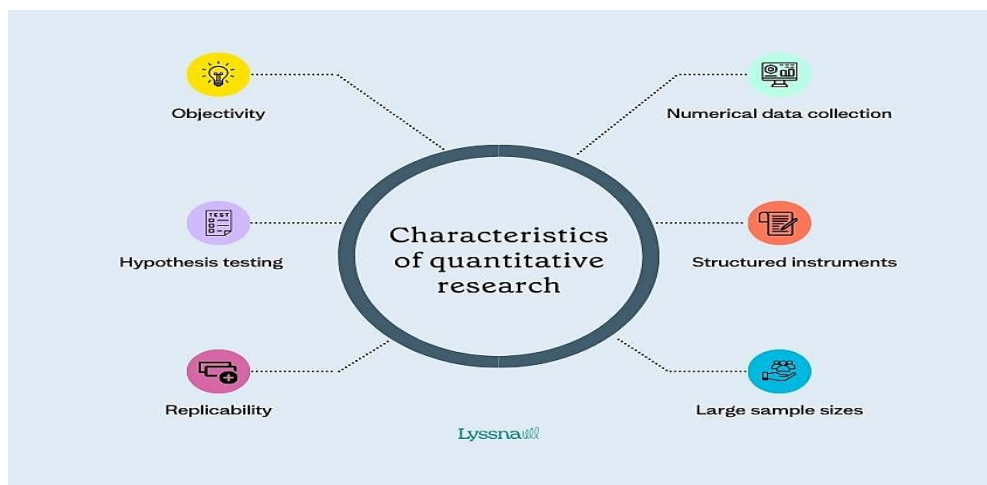 Objectivity
Numerical data collection
Characteristics
of quantitative
research
TEST
Hypothesis testing
Structured instruments
Replicability
Large sample sizes
Lyssna